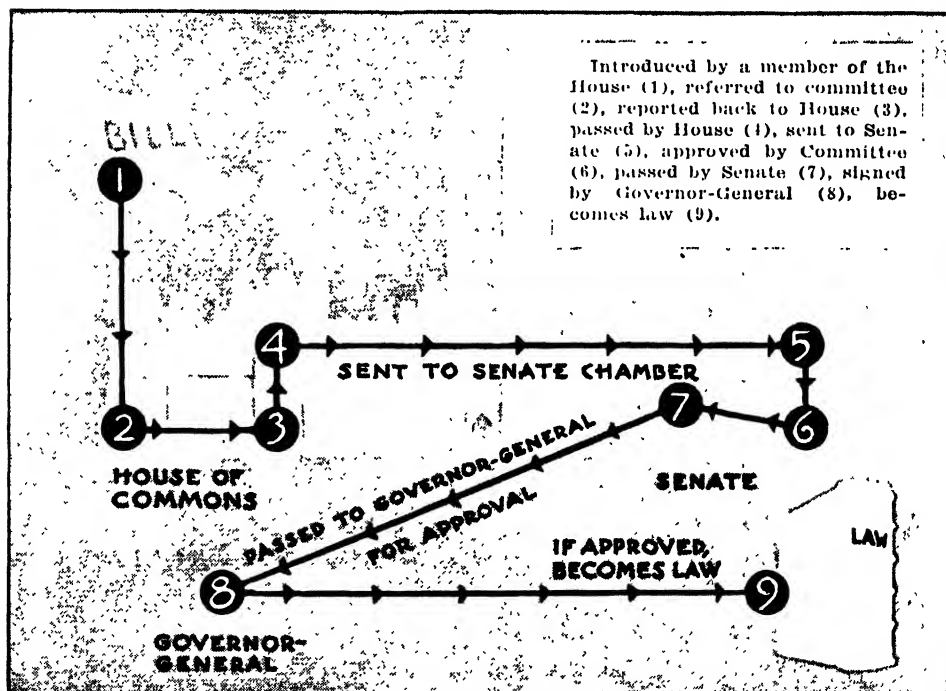 Introduced by a member of the
House (1), referred to committee
(2), reported back to House (3),
passed by House (4), sent to Sen-
ate (5), approved by Committee
(6), passed by Senate (7), signed
by Governor-General (8), be-
comes law (9).
BILL
1
4
5
SENT TO SENATE CHAMBER
7
2
3
6
HOUSE OF
COMMONS
SENATE
PASSED TO GOVERNOR-GENERAL
FOR APPROVAL
LAW
IF APPROVED,
BECOMES LAW
8
9
GOVERNOR-
GENERAL